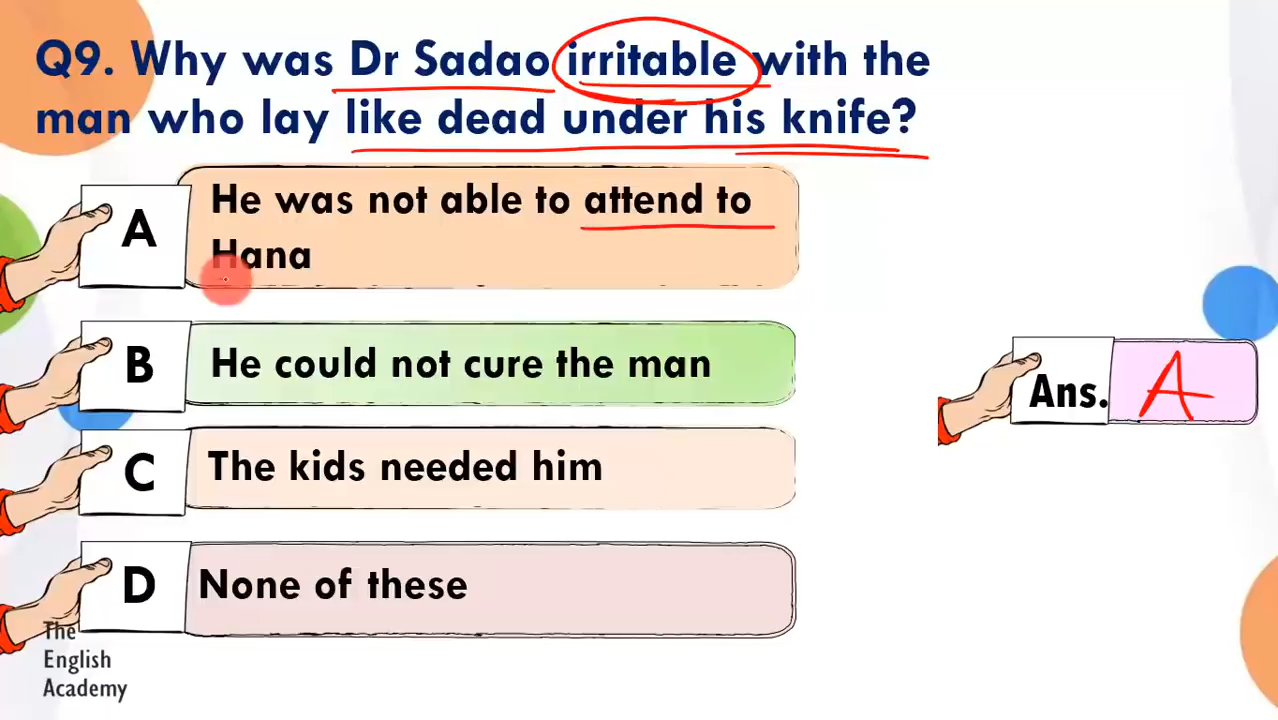 Q9. Why was Dr Sadao irritable with the
man who lay like dead under his knife?
A
He was not able to attend to
Hana
B
He could not cure the man
C
The kids needed him
D
None of these
Ans. A
The
English
Academy